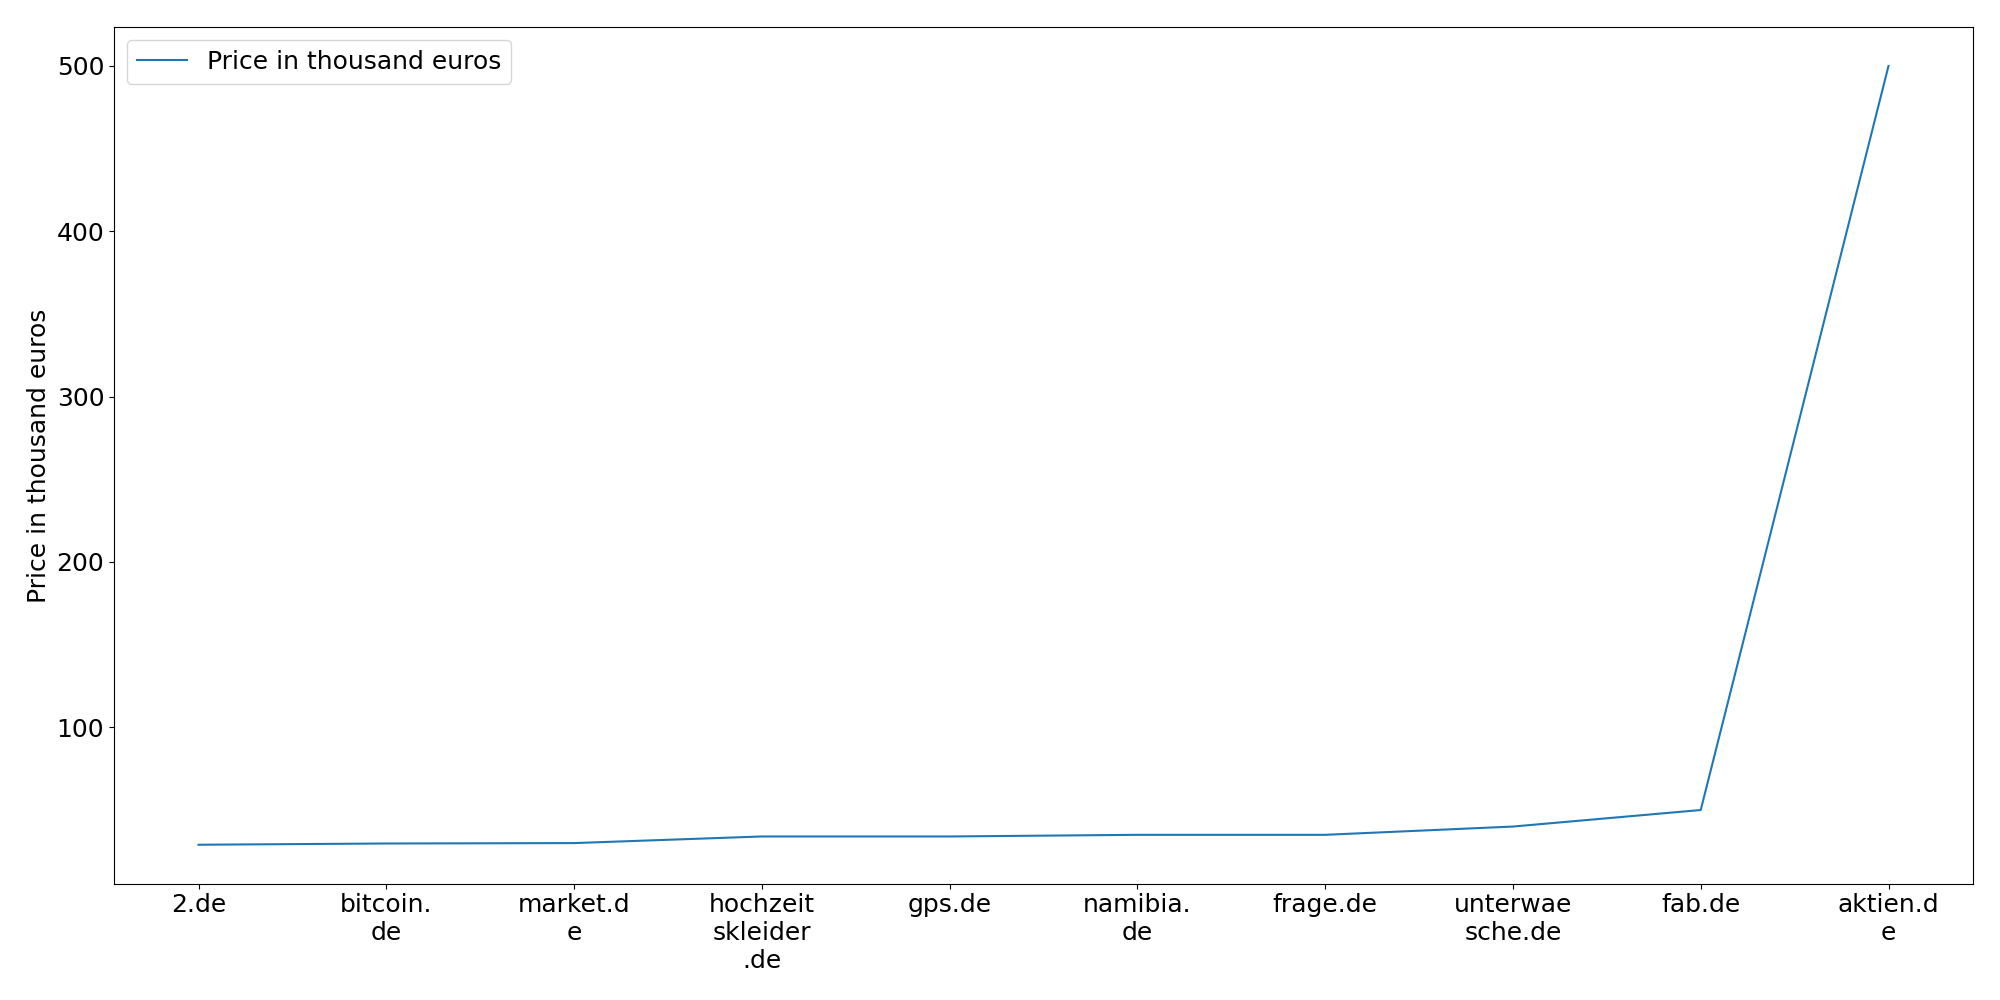 Price in thousand euros
500
400
300
200
100
Price in thousand euros
2.de
bitcoin.
de
market.d
e
hochzeit
skleider
.de
gps.de
namibia.
de
frage.de
unterwae
sche.de
fab.de
aktien.d
e